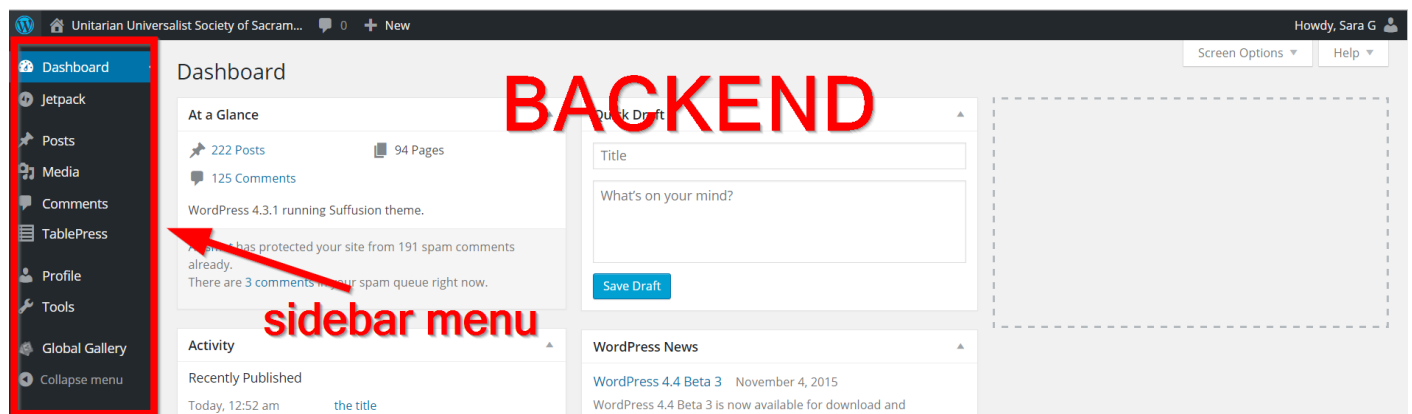 Unitarian Universalist Society of Sacram... 0 New
Howdy, Sara G
Screen Options Help
Dashboard
Jetpack
Posts
Media
Comments
TablePress
Profile
Tools
Global Gallery
Collapse menu
Dashboard
BACKEND
At a Glance
222 Posts 94 Pages
125 Comments
WordPress 4.3.1 running Suffusion theme.
has protected your site from 191 spam comments
already.
There are 3 comments in your spam queue right now.
sidebar menu
Activity
Recently Published
Today, 12:52 am the title
Quick Draft
Title
What's on your mind?
Save Draft
WordPress News
WordPress 4.4 Beta 3 November 4, 2015
WordPress 4.4 Beta 3 is now available for download and